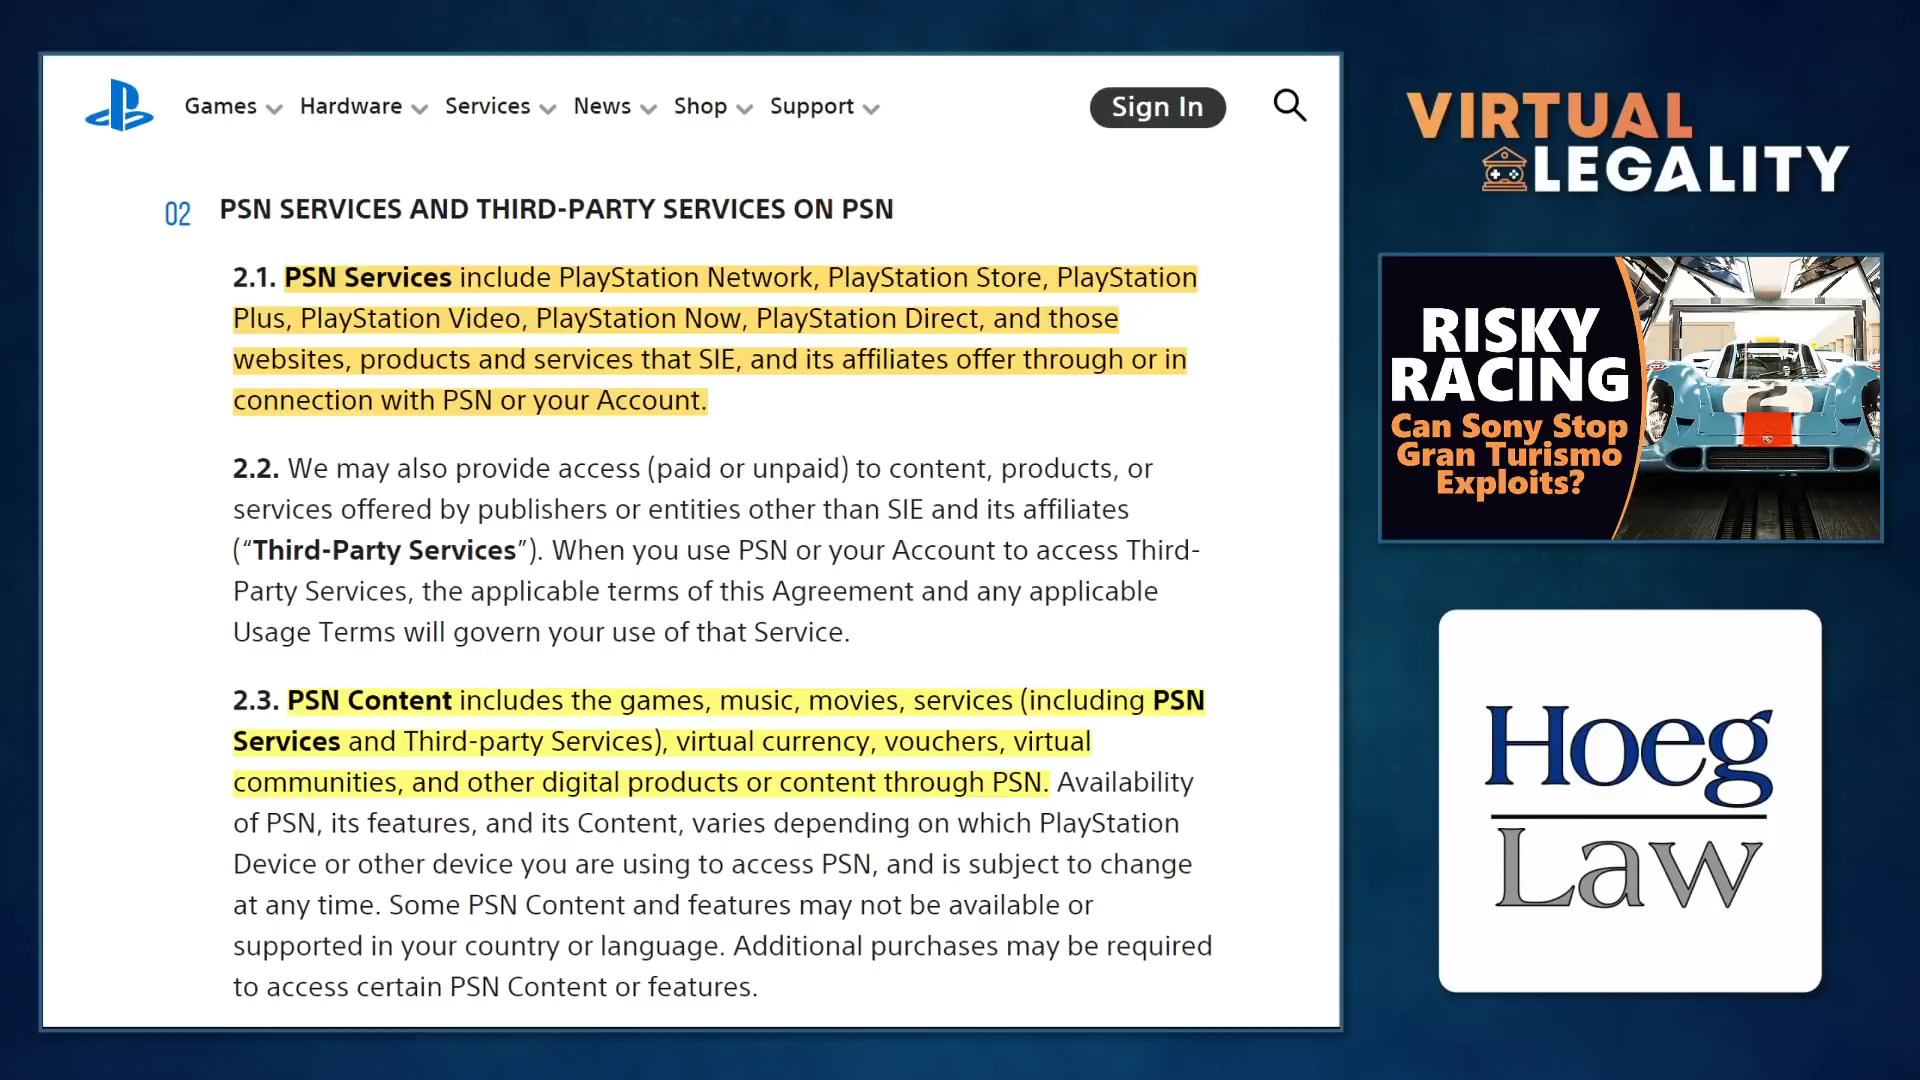 Games Hardware Services News Shop Support Sign In
02 PSN SERVICES AND THIRD-PARTY SERVICES ON PSN
2.1. PSN Services include PlayStation Network, PlayStation Store, PlayStation
Plus, PlayStation Video, PlayStation Now, PlayStation Direct, and those
websites, products and services that SIE, and its affiliates offer through or in
connection with PSN or your Account.
2.2. We may also provide access (paid or unpaid) to content, products, or
services offered by publishers or entities other than SIE and its affiliates
(“Third-Party Services”). When you use PSN or your Account to access Third-
Party Services, the applicable terms of this Agreement and any applicable
Usage Terms will govern your use of that Service.
2.3. PSN Content includes the games, music, movies, services (including PSN
Services and Third-party Services), virtual currency, vouchers, virtual
communities, and other digital products or content through PSN. Availability
of PSN, its features, and its Content, varies depending on which PlayStation
Device or other device you are using to access PSN, and is subject to change
at any time. Some PSN Content and features may not be available or
supported in your country or language. Additional purchases may be required
to access certain PSN Content or features.
VIRTUAL
LEGALITY
RISKY
RACING
Can Sony Stop
Gran Turismo
Exploits?
2
Hoeg
Law